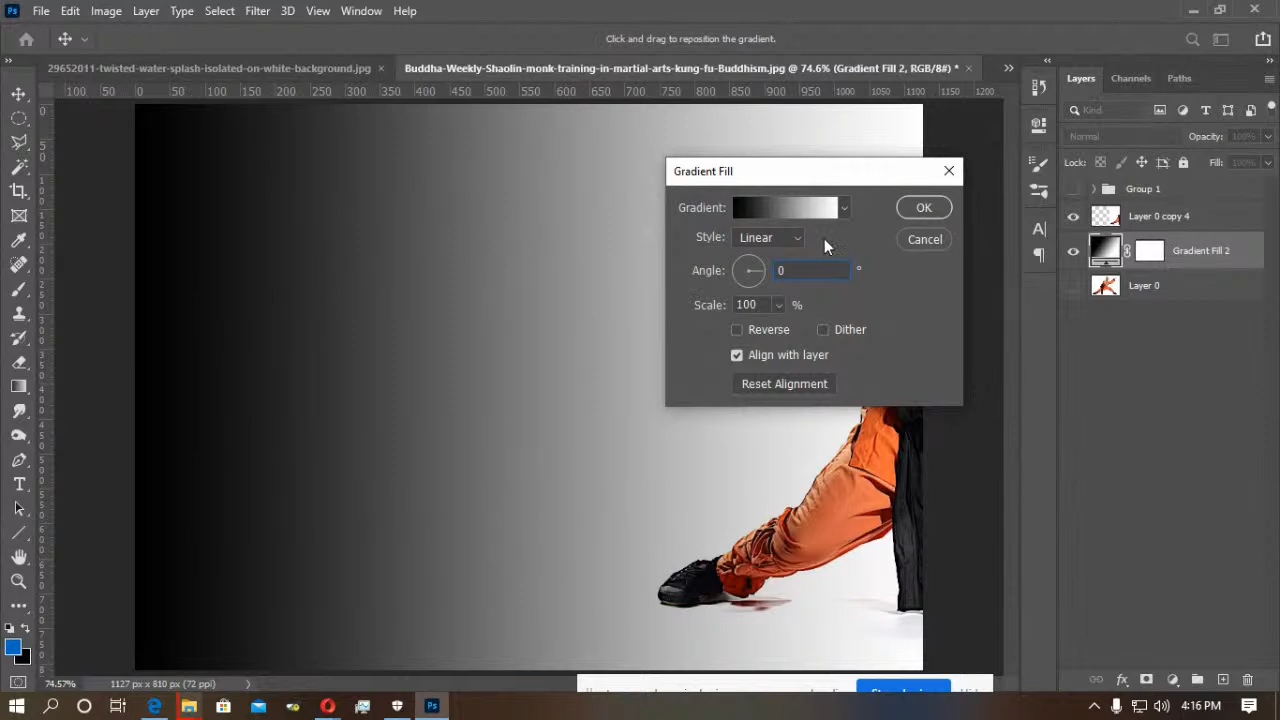 Ps File Edit Image Layer Type Select Filter 3D View Window Help
Click and drag to reposition the gradient.
29652011-twisted-water-splash-isolated-on-white-background.jpg × Buddha-Weekly-Shaolin-monk-training-in-martial-arts-kung-fu-Buddhism.jpg @ 74.6% (Gradient Fill 2, RGB/8#) * ×
Layers Channels Paths
100 50 0 50 100 150 200 250 300 350 400 450 500 550 600 650 700 750 800 850 900 950 1000 1050 1100 1150 1200
Kind
Normal Opacity: 100%
Lock: Fill: 100%
Group 1
Layer 0 copy 4
Gradient Fill 2
Layer 0
Gradient Fill
Gradient: OK
Style: Linear Cancel
Angle: 0 °
Scale: 100 %
Reverse Dither
Align with layer
Reset Alignment
74.57% 1127 px x 810 px (72 ppi)
4:16 PM